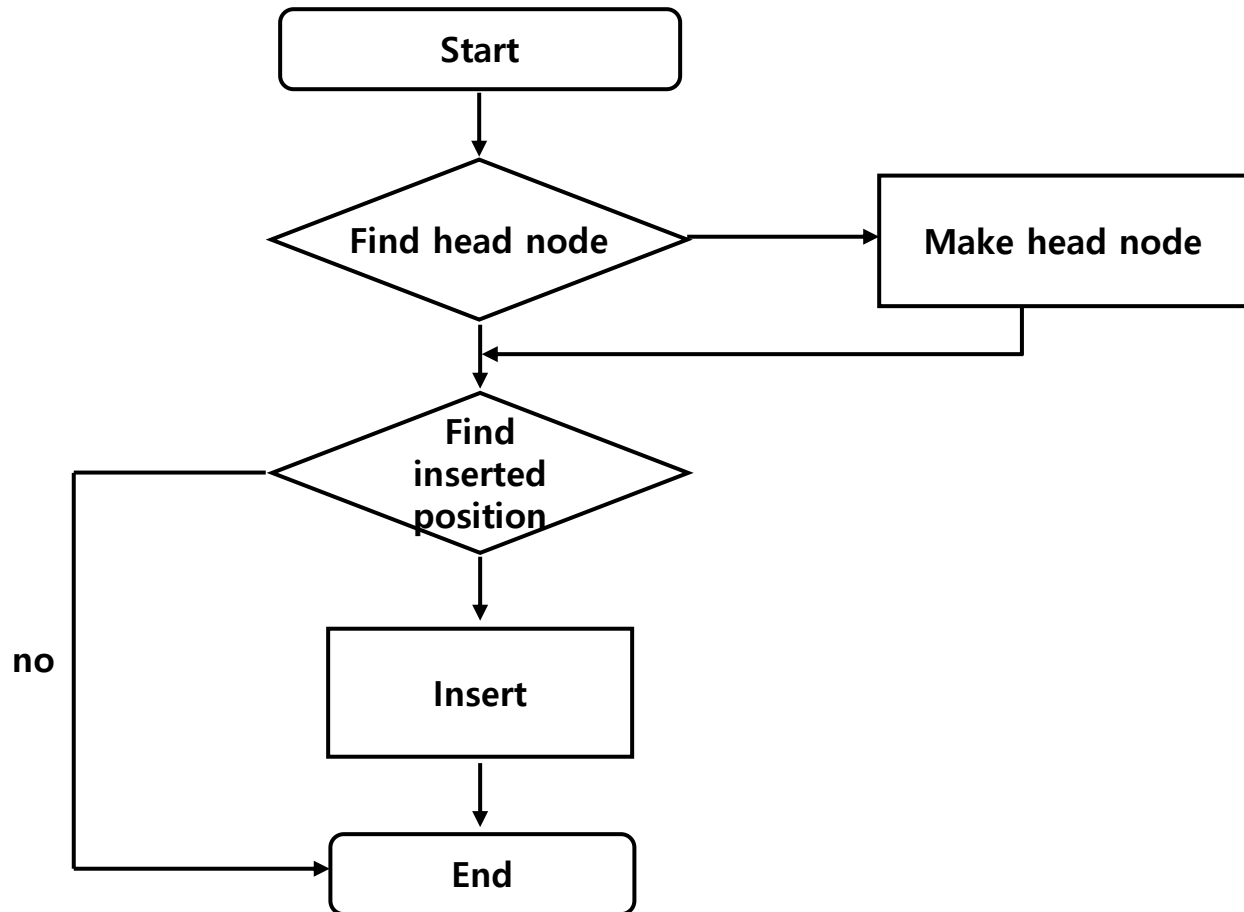 Start
Find head node
Make head node
Find
inserted
position
no
Insert
End